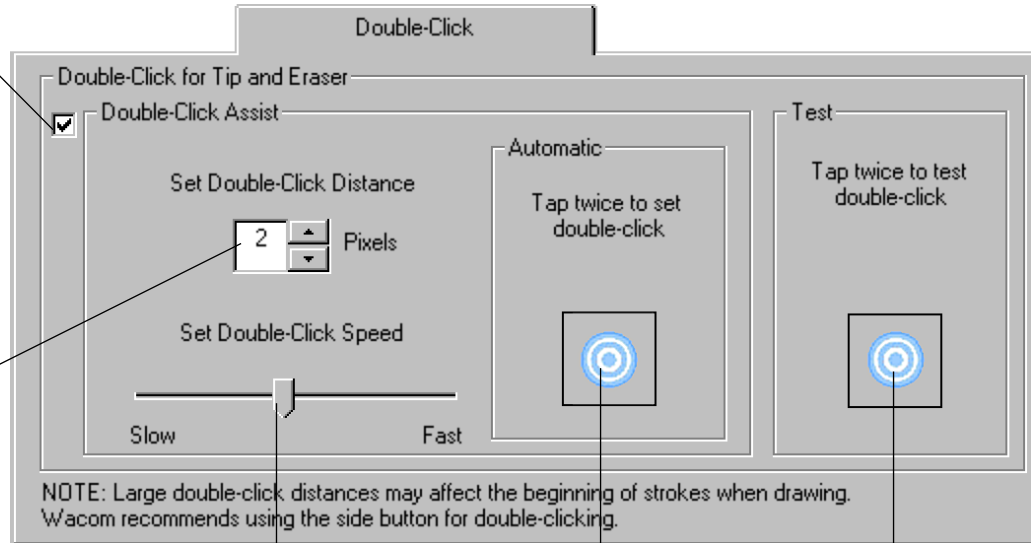 Double-Click
Double-Click for Tip and Eraser
Double-Click Assist
Set Double-Click Distance
2
Pixels
Set Double-Click Speed
Slow
Fast
Automatic
Tap twice to set
double-click
Test
Tap twice to test
double-click
NOTE: Large double-click distances may affect the beginning of strokes when drawing.
Wacom recommends using the side button for double-clicking.